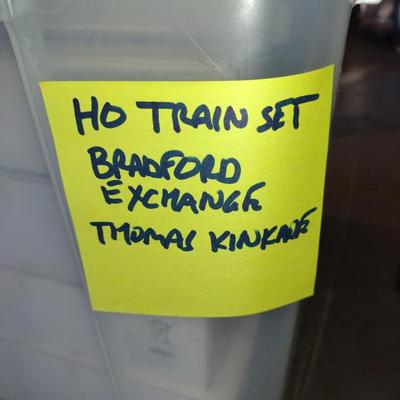 HO TRAIN SET
BRADFORD
EXCHANGE
THOMAS KINKADE